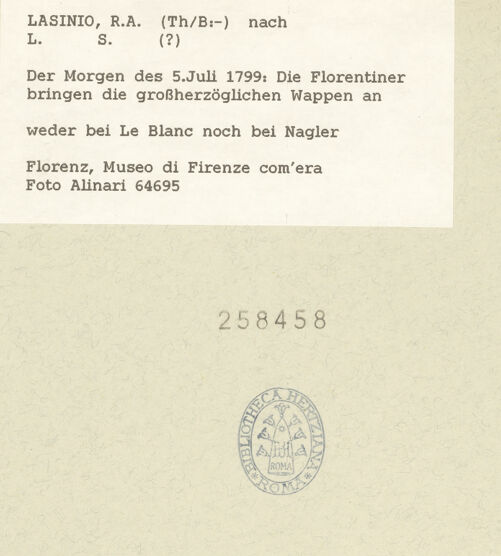 LASINIO, R.A. (Th/B:-) nach
L. S. (?)
Der Morgen des 5.Juli 1799: Die Florentiner
bringen die großherzöglichen Wappen an
weder bei Le Blanc noch bei Nagler
Florenz, Museo di Firenze com'era
Foto Alinari 64695
258458
BIBLIOTHECA HERTZIANA
ROMA
ROMA